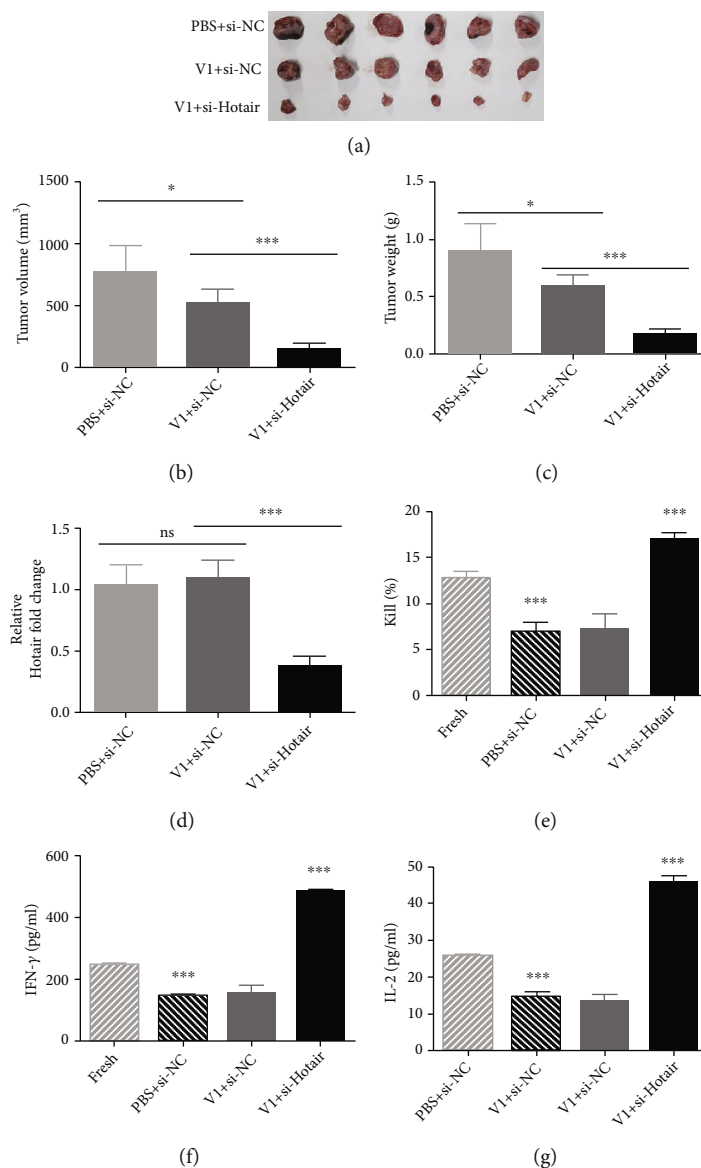 PBS+si-NC
V1+si-NC
V1+si-Hotair
(a)
1500
1000
500
0
Tumor volume (mm³)
*
***
PBS+si-NC
V1+si-NC
V1+si-Hotair
(b)
1.5
1.0
0.5
0.0
Tumor weight (g)
*
***
PBS+si-NC
V1+si-NC
V1+si-Hotair
(c)
1.5
1.0
0.5
0.0
Relative
Hotair fold change
ns
***
PBS+si-NC
V1+si-NC
V1+si-Hotair
(d)
20
15
10
5
0
Kill (%)
***
***
Fresh
PBS+si-NC
V1+si-NC
V1+si-Hotair
(e)
600
400
200
0
IFN-γ (pg/ml)
***
***
Fresh
PBS+si-NC
V1+si-NC
V1+si-Hotair
(f)
50
40
30
20
10
0
IL-2 (pg/ml)
***
***
PBS+si-NC
V1+si-NC
V1+si-NC
V1+si-Hotair
(g)